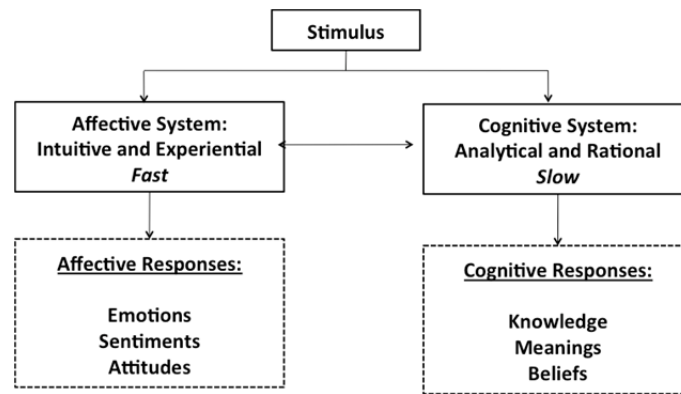 Stimulus
Affective System:
Intuitive and Experiential
Fast
Cognitive System:
Analytical and Rational
Slow
Affective Responses:
Emotions
Sentiments
Attitudes
Cognitive Responses:
Knowledge
Meanings
Beliefs